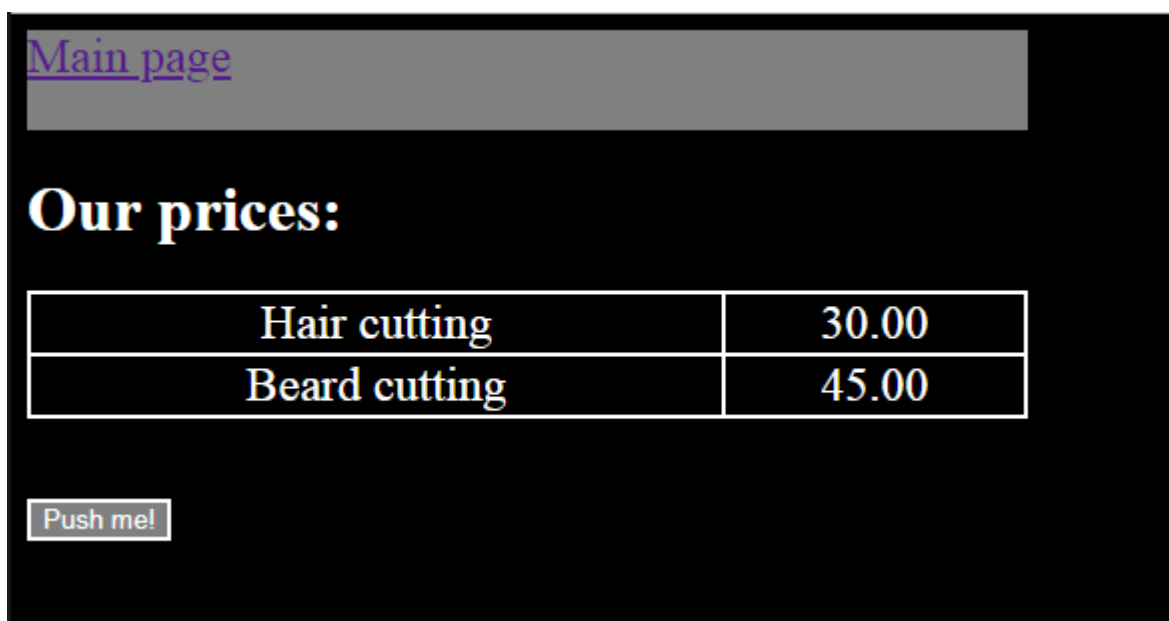 Main page
Our prices:
Hair cutting 30.00
Beard cutting 45.00
Push me!